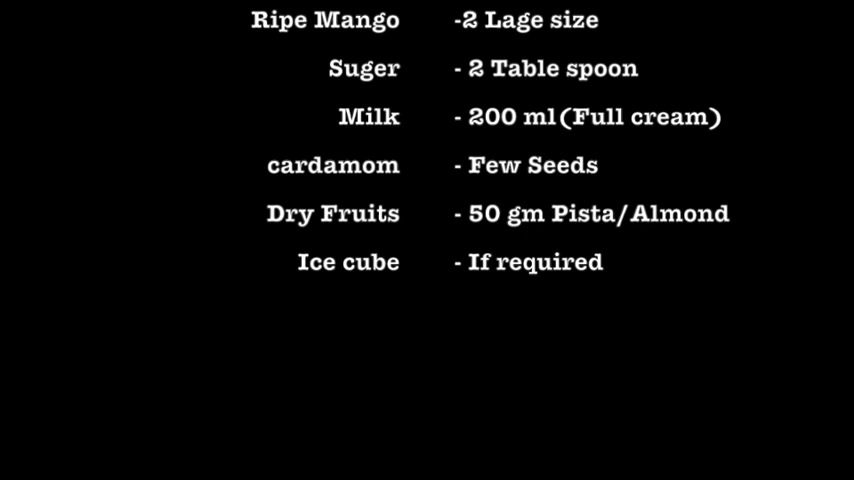 Ripe Mango -2 Lage size
Suger - 2 Table spoon
Milk - 200 ml(Full cream)
cardamom - Few Seeds
Dry Fruits - 50 gm Pista/Almond
Ice cube - If required